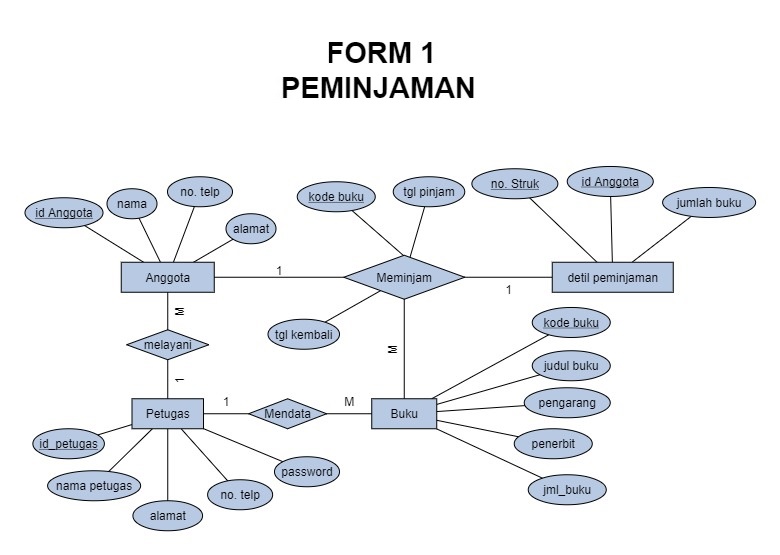 FORM 1
PEMINJAMAN
id Anggota
nama
no. telp
alamat
kode buku
tgl pinjam
no. Struk
id Anggota
jumlah buku
Anggota
1
Meminjam
1
detil peminjaman
M
tgl kembali
M
melayani
1
kode buku
judul buku
pengarang
penerbit
jml_buku
Petugas
1
Mendata
M
Buku
id_petugas
nama petugas
alamat
no. telp
password